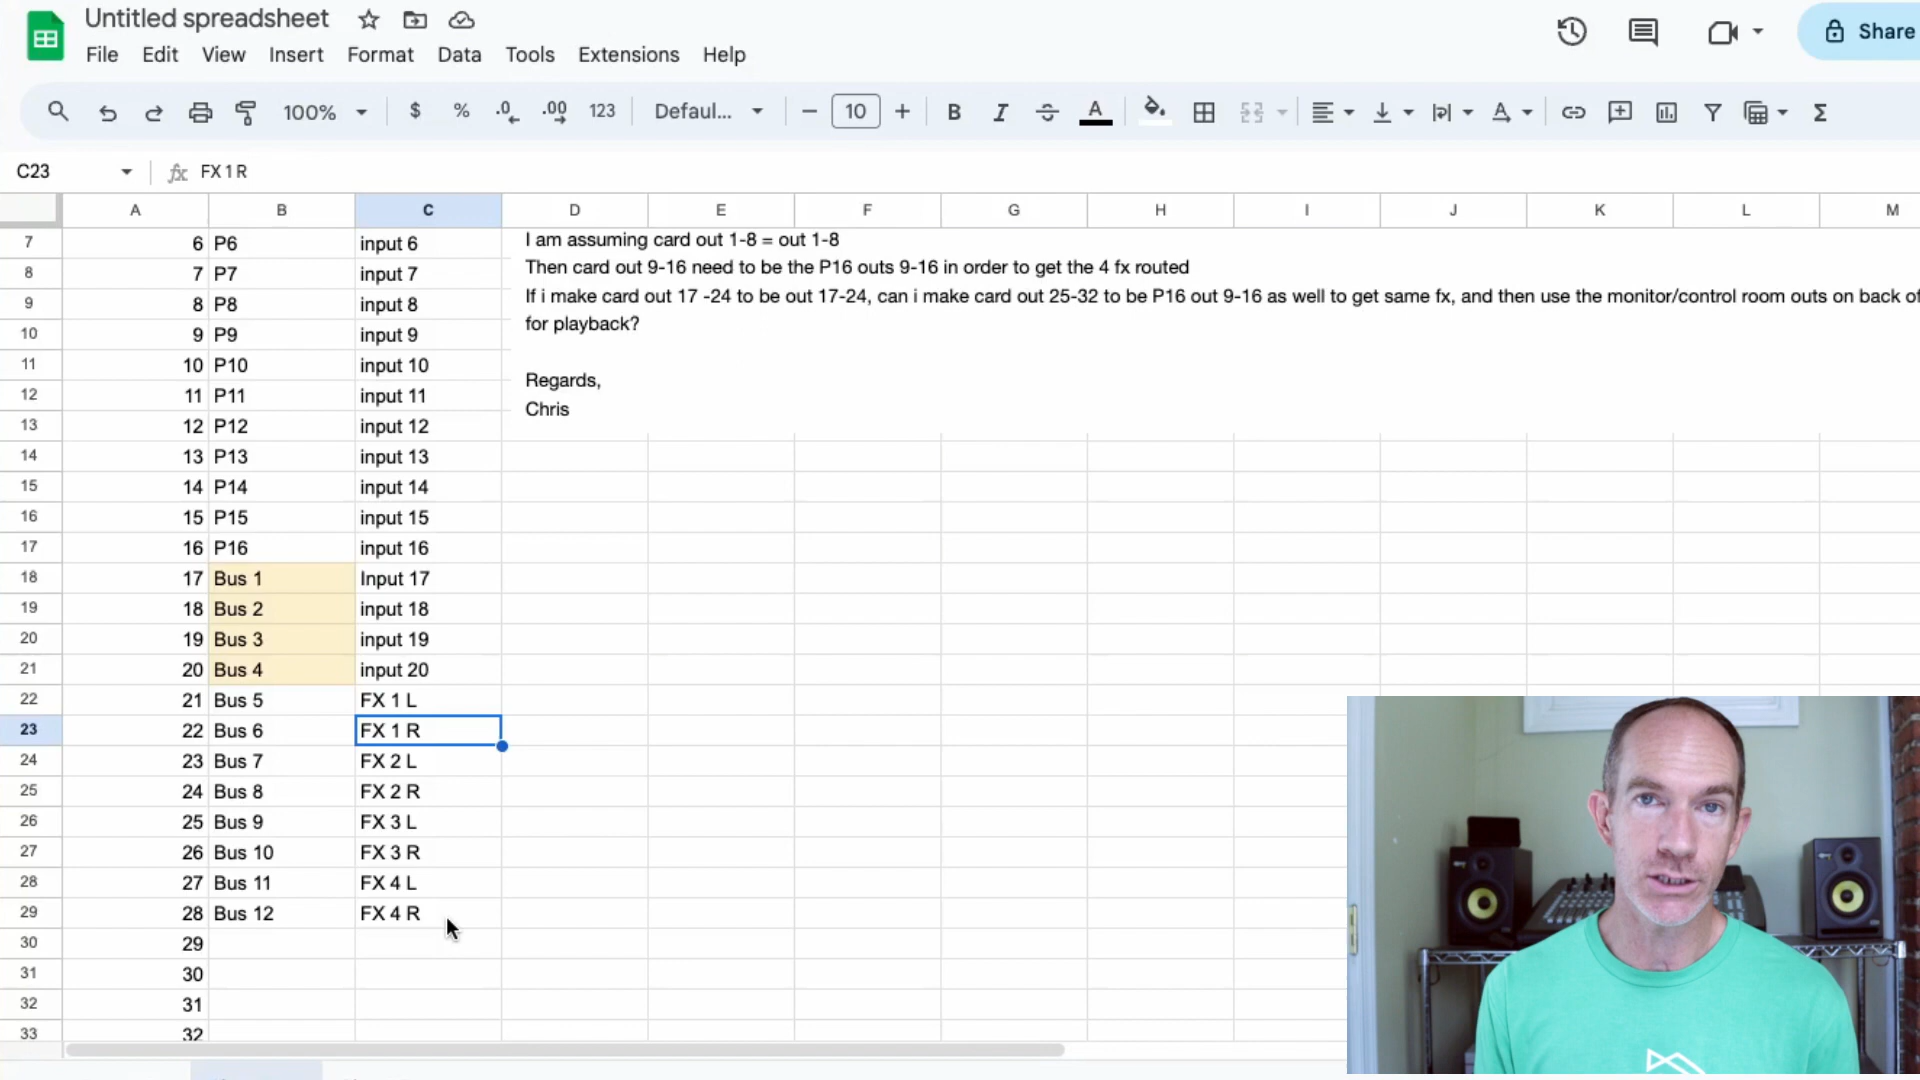 Untitled spreadsheet
File Edit View Insert Format Data Tools Extensions Help
Share
100% $ % .0 .00 123 Defaul... 10 B I A A Σ
C23 fx FX 1 R
A B C D E F G H I J K L M
7 6 P6 input 6
I am assuming card out 1-8 = out 1-8
8 7 P7 input 7
Then card out 9-16 need to be the P16 outs 9-16 in order to get the 4 fx routed
9 8 P8 input 8
If i make card out 17 -24 to be out 17-24, can i make card out 25-32 to be P16 out 9-16 as well to get same fx, and then use the monitor/control room outs on back of
10 9 P9 input 9
for playback?
11 10 P10 input 10
12 11 P11 input 11
Regards,
13 12 P12 input 12
Chris
14 13 P13 input 13
15 14 P14 input 14
16 15 P15 input 15
17 16 P16 input 16
18 17 Bus 1 Input 17
19 18 Bus 2 input 18
20 19 Bus 3 input 19
21 20 Bus 4 input 20
22 21 Bus 5 FX 1 L
23 22 Bus 6 FX 1 R
24 23 Bus 7 FX 2 L
25 24 Bus 8 FX 2 R
26 25 Bus 9 FX 3 L
27 26 Bus 10 FX 3 R
28 27 Bus 11 FX 4 L
29 28 Bus 12 FX 4 R
30 29
31 30
32 31
33 32